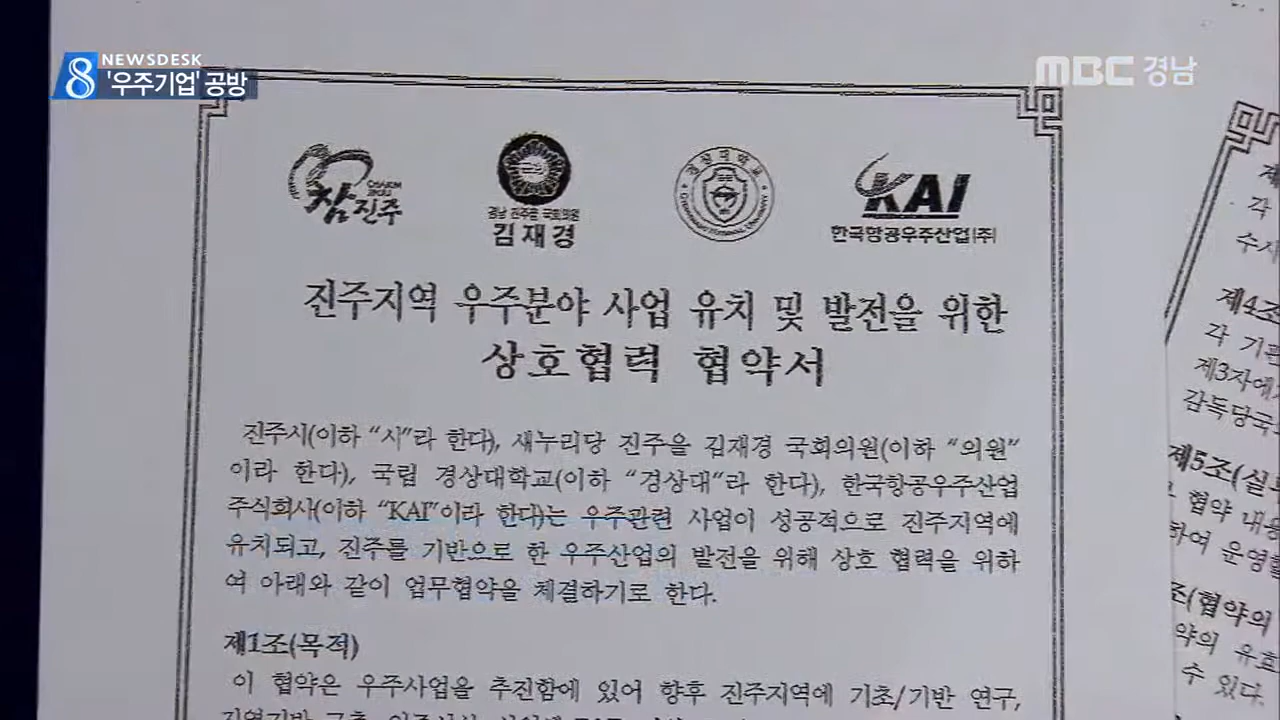 NEWSDESK
8 '우주기업' 공방
MBC 경남
참진주
경남 진주을 국회의원
김재경
경상대학교
KAI
한국항공우주산업(주)
진주지역 우주분야 사업 유치 및 발전을 위한
상호협력 협약서
진주시(이하 “시”라 한다), 새누리당 진주을 김재경 국회의원(이하 “의원”
이라 한다), 국립 경상대학교(이하 “경상대”라 한다), 한국항공우주산업
주식회사(이하 “KAI”이라 한다)는 우주관련 사업이 성공적으로 진주지역에
유치되고, 진주를 기반으로 한 우주산업의 발전을 위해 상호 협력을 위하
여 아래와 같이 업무협약을 체결하기로 한다.
제1조(목적)
이 협약은 우주사업을 추진함에 있어 향후 진주지역에 기초/기반 연구,
각
제4조
각 기관
제3자에
감독당국
제5조(실
협약 내용
하여 운영
조(협약의
약의 유효
수 있다.